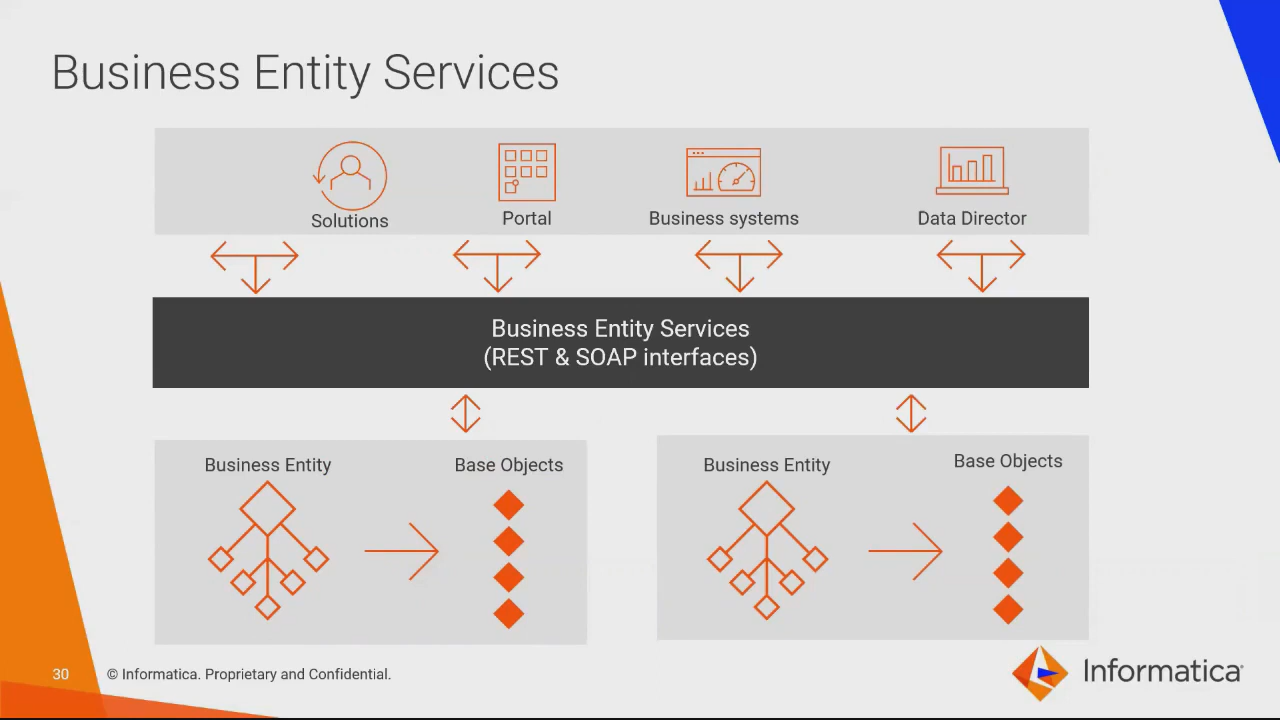 Business Entity Services
Solutions
Portal
Business systems
Data Director
Business Entity Services
(REST & SOAP interfaces)
Business Entity
Base Objects
Business Entity
Base Objects
30
© Informatica. Proprietary and Confidential.
Informatica